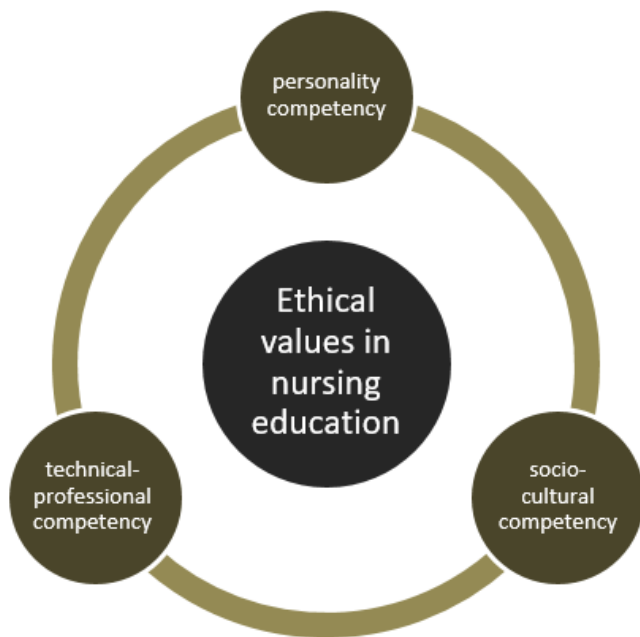 personality
competency
Ethical
values in
nursing
education
technical-
professional
competency
socio-
cultural
competency